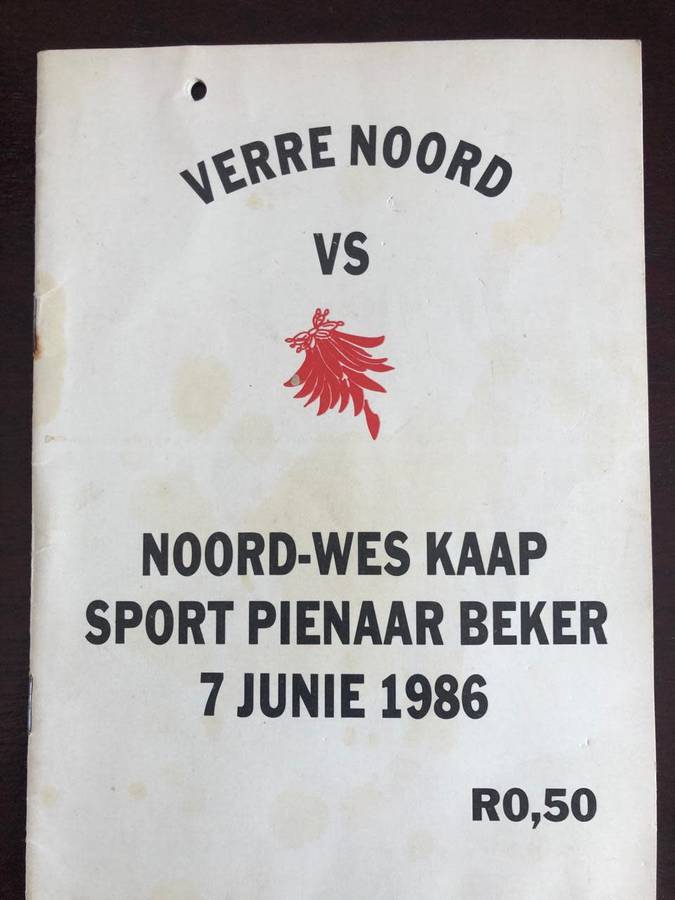 VERRE NOORD
VS
NOORD-WES KAAP
SPORT PIENAAR BEKER
7 JUNIE 1986
R0,50